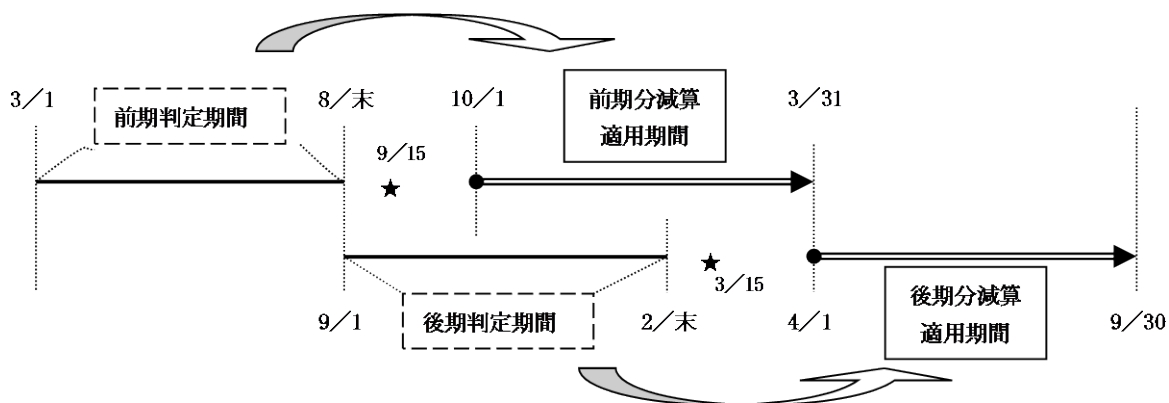 3/1
前期判定期間
8/末
10/1
前期分減算
適用期間
3/31
9/15
★
★
3/15
9/1
後期判定期間
2/末
4/1
後期分減算
適用期間
9/30